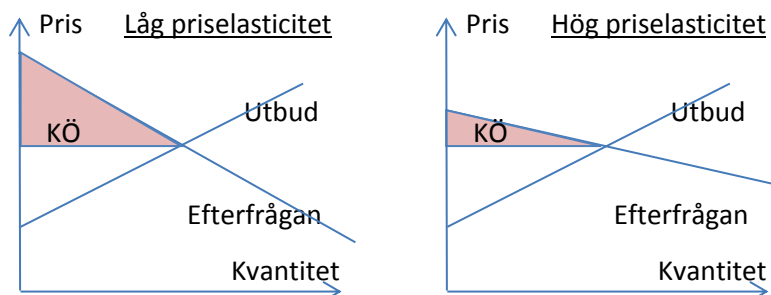 Pris
Låg priselasticitet
KÖ
Utbud
Efterfrågan
Kvantitet
Pris
Hög priselasticitet
KÖ
Utbud
Efterfrågan
Kvantitet